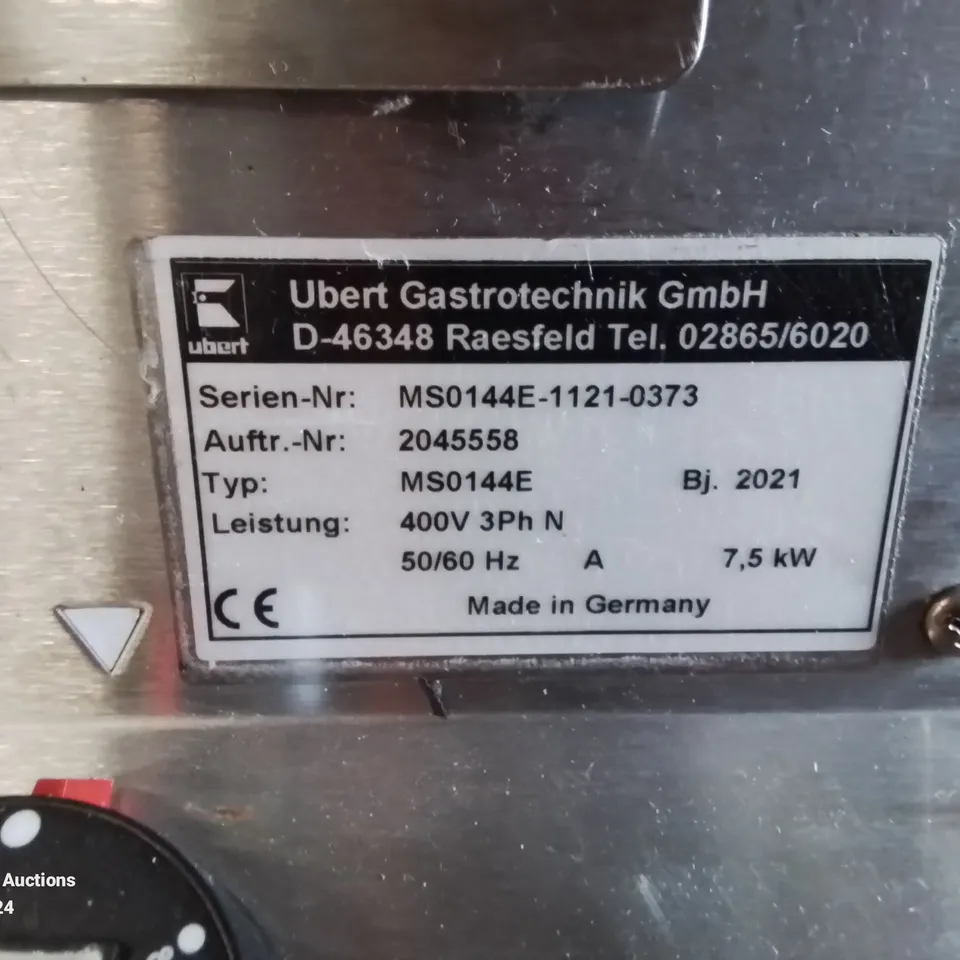 ubert
Ubert Gastrotechnik GmbH
D-46348 Raesfeld Tel. 02865/6020
Serien-Nr: MS0144E-1121-0373
Auftr.-Nr: 2045558
Typ: MS0144E Bj. 2021
Leistung: 400V 3Ph N
50/60 Hz A 7,5 kW
CE Made in Germany
Auctions
24